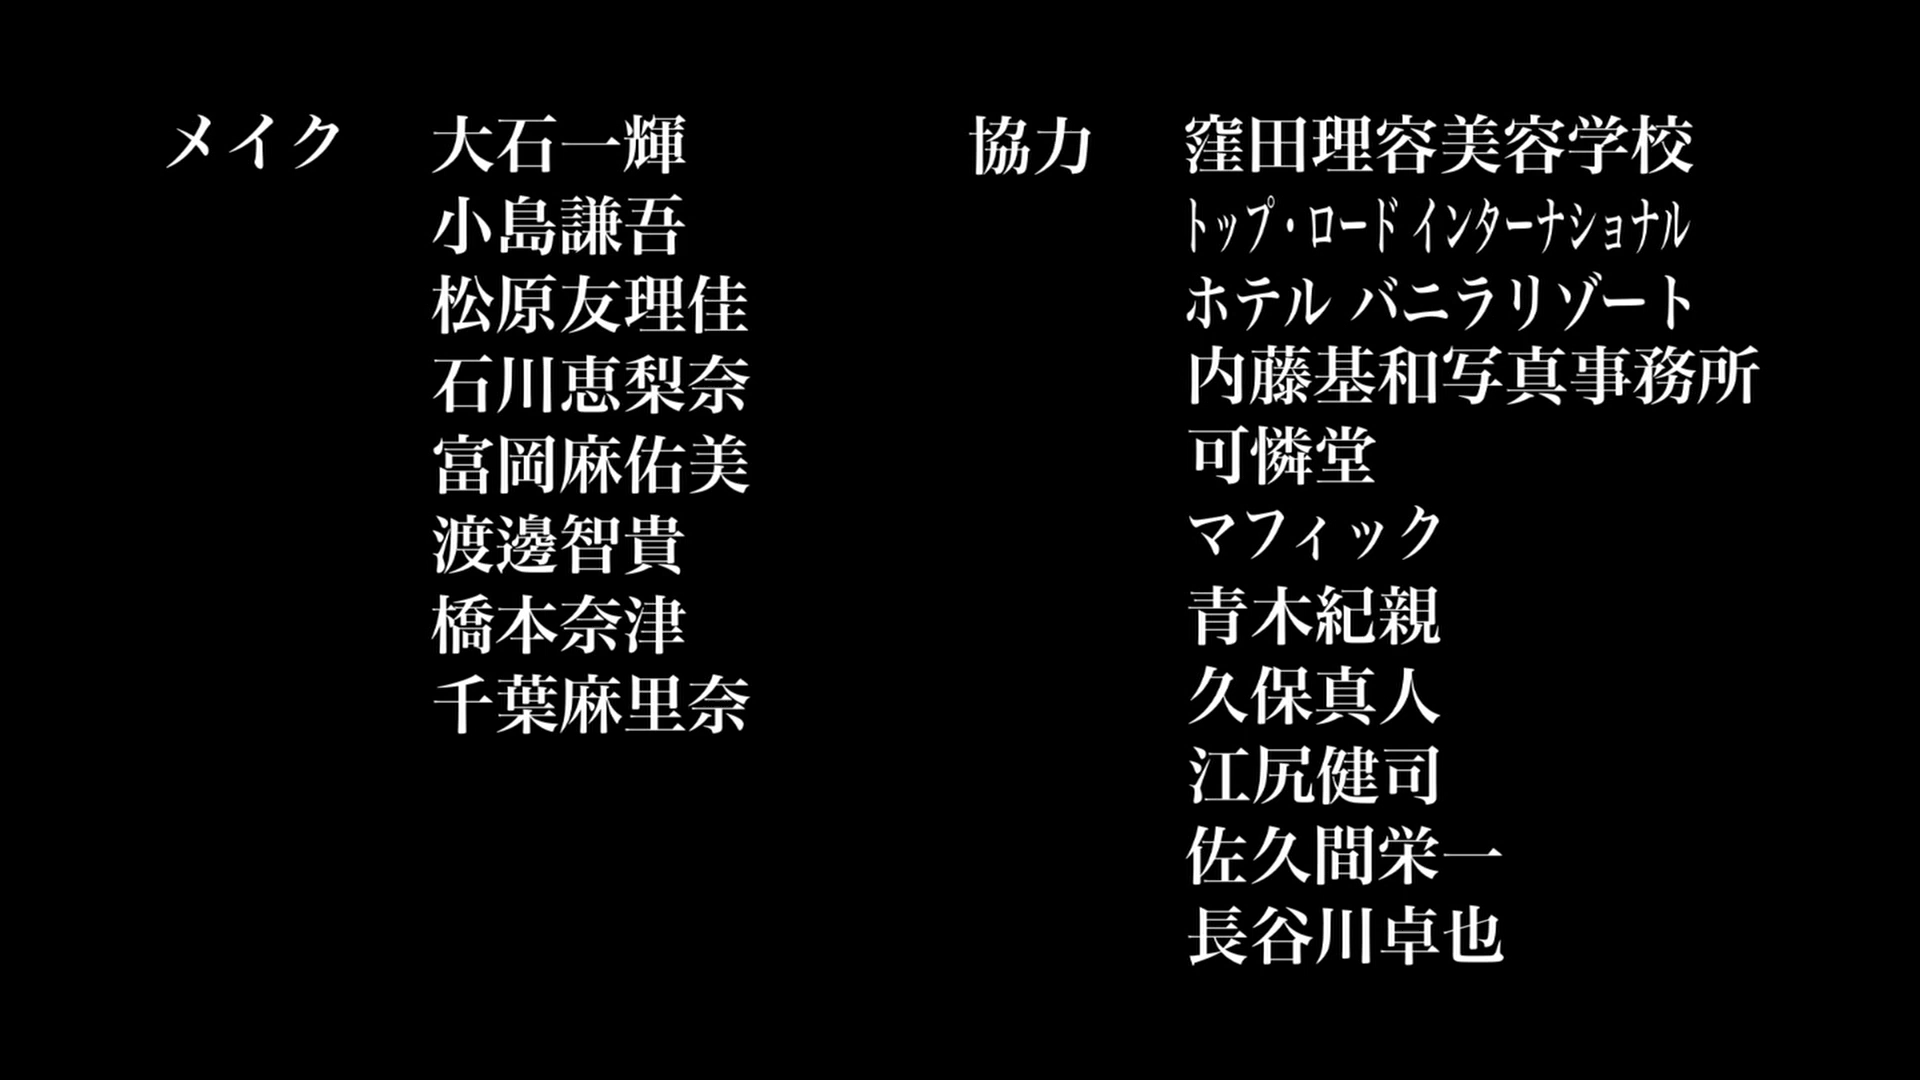 メイク
大石一輝
小島謙吾
松原友理佳
石川恵梨奈
富岡麻佑美
渡邊智貴
橋本奈津
千葉麻里奈
協力
窪田理容美容学校
トップ・ロード インターナショナル
ホテル バニラリゾート
内藤基和写真事務所
可憐堂
マフィック
青木紀親
久保真人
江尻健司
佐久間栄一
長谷川卓也